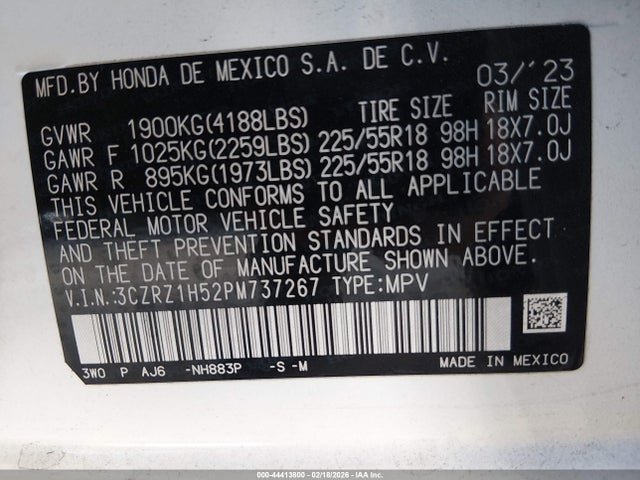 MFD.BY HONDA DE MEXICO S.A. DE C.V. 03/'23
TIRE SIZE RIM SIZE
GVWR 1900KG(4188LBS)
GAWR F 1025KG(2259LBS) 225/55R18 98H 18X7.0J
GAWR R 895KG(1973LBS) 225/55R18 98H 18X7.0J
THIS VEHICLE CONFORMS TO ALL APPLICABLE
FEDERAL MOTOR VEHICLE SAFETY
AND THEFT PREVENTION STANDARDS IN EFFECT
ON THE DATE OF MANUFACTURE SHOWN ABOVE.
V.I.N.:3CZRZ1H52PM737267 TYPE:MPV
3WO P AJ6 -NH883P -S -M MADE IN MEXICO
000-44413800 - 02/18/2026 - IAAI.com